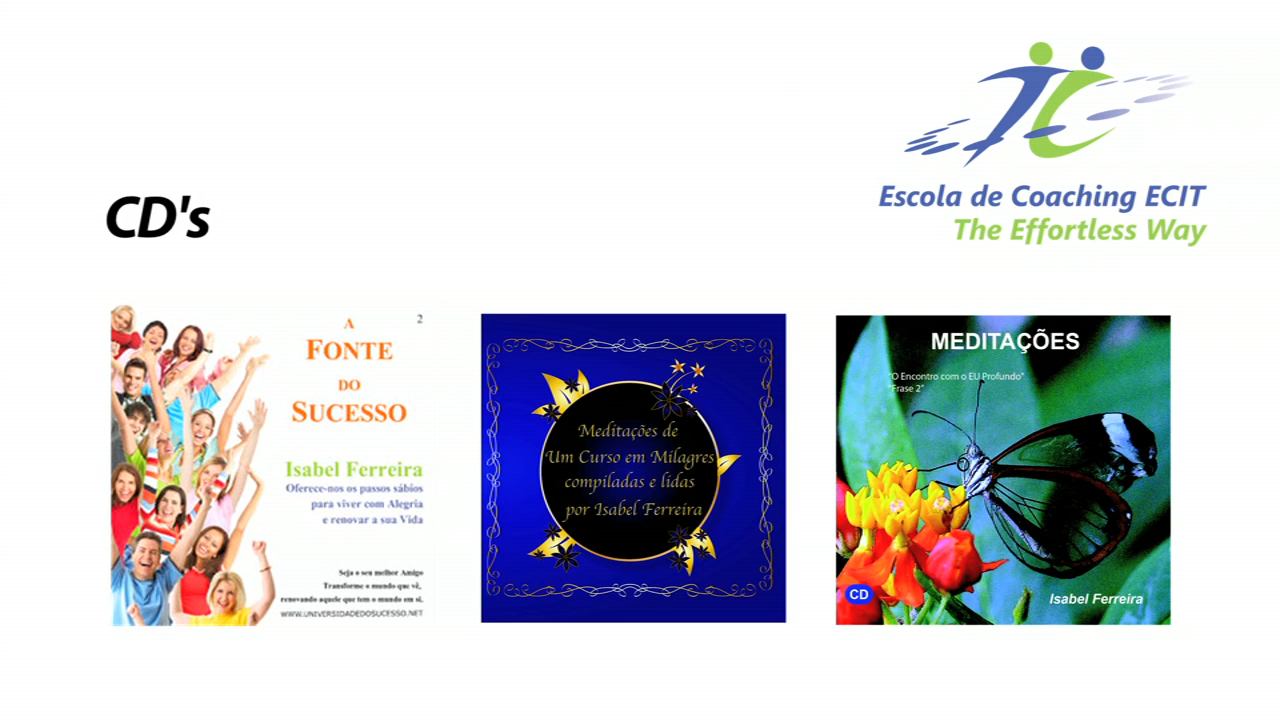 Escola de Coaching ECIT
The Effortless Way
CD's
2
A
FONTE
DO
SUCESSO
Isabel Ferreira
Oferece-nos os passos sábios
para viver com Alegria
e renovar a sua Vida
Seja o seu melhor Amigo
Transforme o mundo que vê,
renovando aquele que tem o mundo em si.
WWW.UNIVERSIDADEDOSUCESSO.NET
Meditações de
Um Curso em Milagres
compiladas e lidas
por Isabel Ferreira
MEDITAÇÕES
"O Encontro com o EU Profundo"
"Frase 2"
CD
Isabel Ferreira